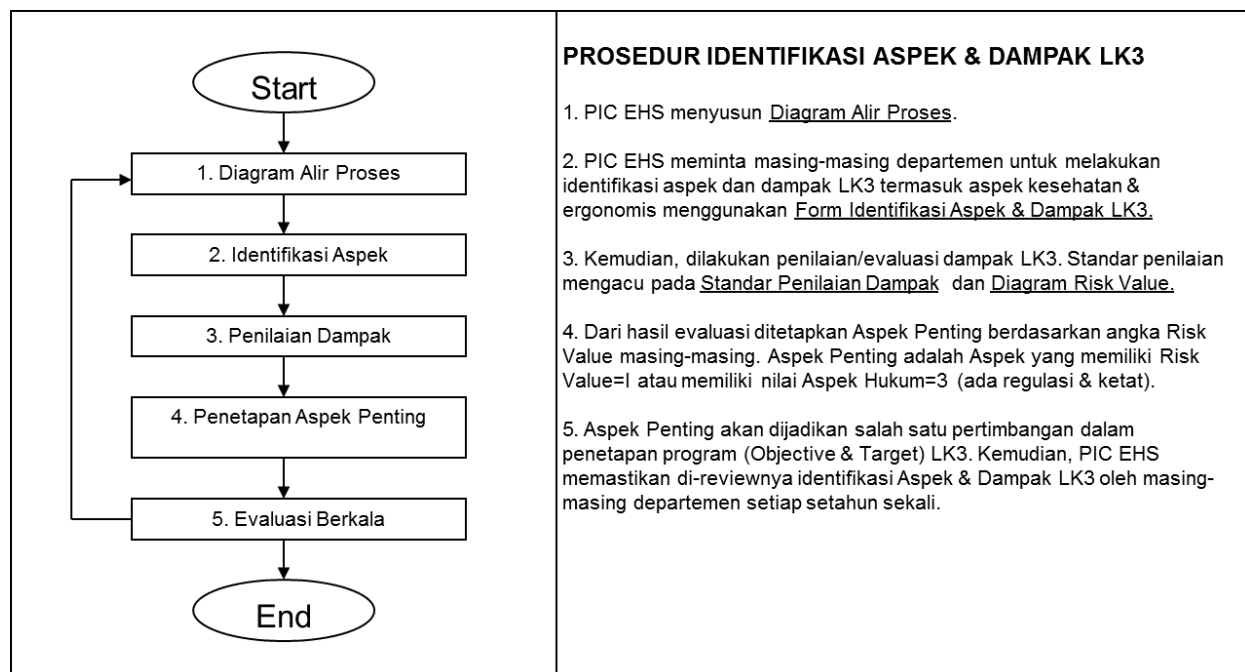 Start
1. Diagram Alir Proses
2. Identifikasi Aspek
3. Penilaian Dampak
4. Penetapan Aspek Penting
5. Evaluasi Berkala
End
PROSEDUR IDENTIFIKASI ASPEK & DAMPAK LK3
1. PIC EHS menyusun Diagram Alir Proses.
2. PIC EHS meminta masing-masing departemen untuk melakukan
identifikasi aspek dan dampak LK3 termasuk aspek kesehatan &
ergonomis menggunakan Form Identifikasi Aspek & Dampak LK3.
3. Kemudian, dilakukan penilaian/evaluasi dampak LK3. Standar penilaian
mengacu pada Standar Penilaian Dampak dan Diagram Risk Value.
4. Dari hasil evaluasi ditetapkan Aspek Penting berdasarkan angka Risk
Value masing-masing. Aspek Penting adalah Aspek yang memiliki Risk
Value=I atau memiliki nilai Aspek Hukum=3 (ada regulasi & ketat).
5. Aspek Penting akan dijadikan salah satu pertimbangan dalam
penetapan program (Objective & Target) LK3. Kemudian, PIC EHS
memastikan di-reviewnya identifikasi Aspek & Dampak LK3 oleh masing-
masing departemen setiap setahun sekali.